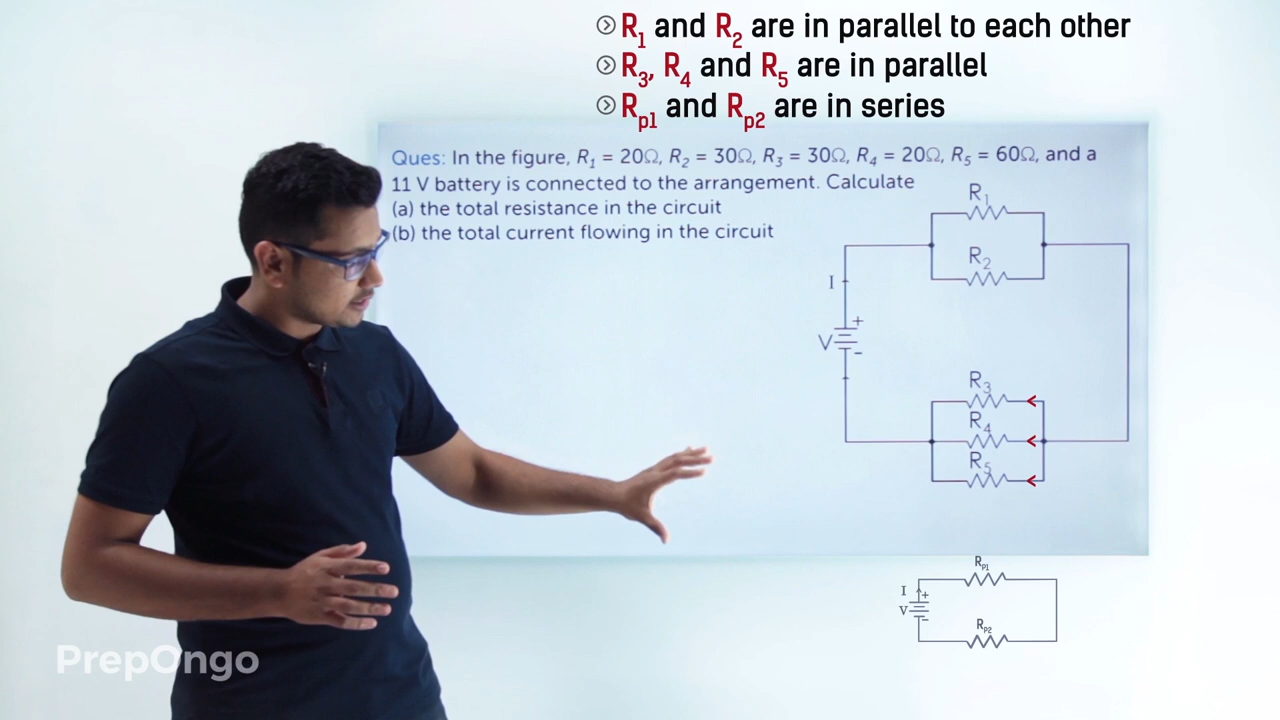 R₁ and R₂ are in parallel to each other
R₃, R₄ and R₅ are in parallel
Rp1 and Rp2 are in series
Ques: In the figure, R₁ = 20Ω, R₂ = 30Ω, R₃ = 30Ω, R₄ = 20Ω, R₅ = 60Ω, and a
11 V battery is connected to the arrangement. Calculate
(a) the total resistance in the circuit
(b) the total current flowing in the circuit
R₁
R₂
I
+
V
-
R₃
R₄
R₅
Rp1
I
+
V
-
Rp2
PrepOngo